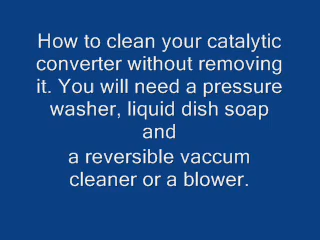 How to clean your catalytic
converter without removing
it. You will need a pressure
washer, liquid dish soap
and
a reversible vaccum
cleaner or a blower.